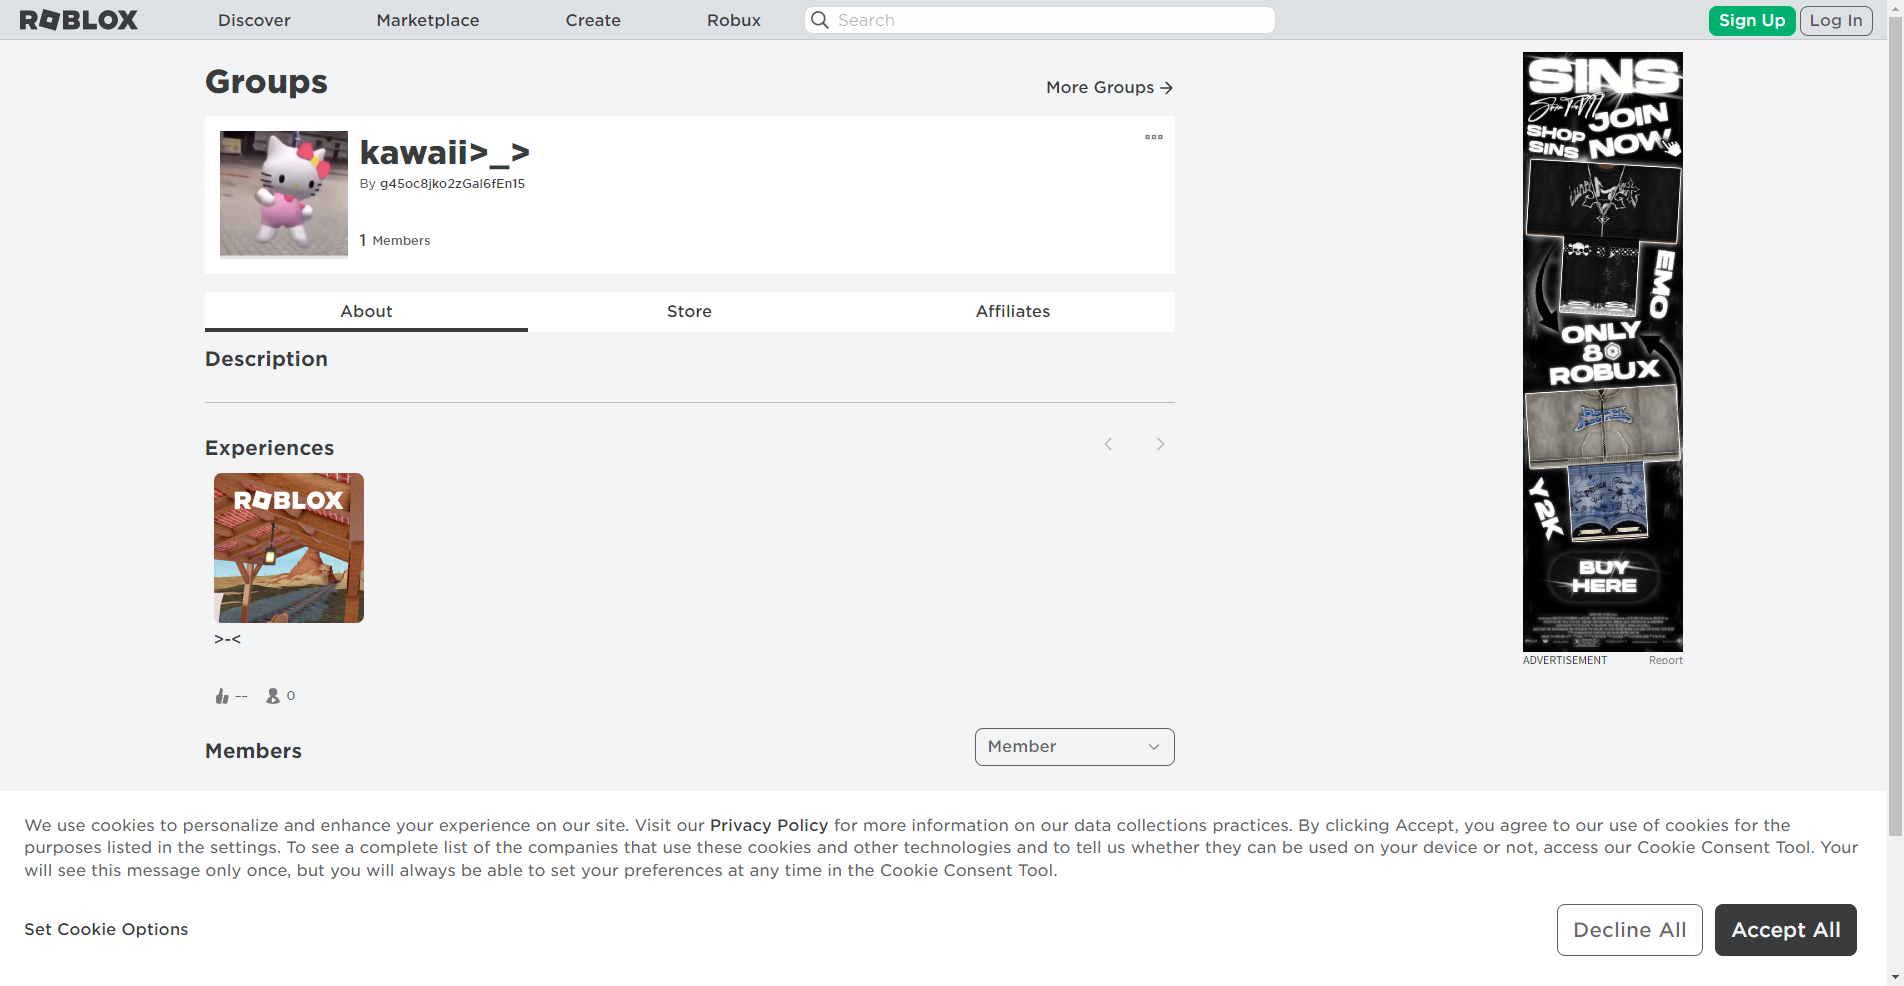 ROBLOX
Discover
Marketplace
Create
Robux
Search
Sign Up
Log In
Groups
More Groups
kawaii>_>
By g45oc8jko2zGal6fEn15
1 Members
About
Store
Affiliates
Description
Experiences
ROBLOX
>-<
--
0
Members
Member
SINS
JOIN
NOW
SHOP
SINS
EMO
ONLY
8
ROBUX
Y2K
BUY
HERE
ADVERTISEMENT
Report
We use cookies to personalize and enhance your experience on our site. Visit our Privacy Policy for more information on our data collections practices. By clicking Accept, you agree to our use of cookies for the
purposes listed in the settings. To see a complete list of the companies that use these cookies and other technologies and to tell us whether they can be used on your device or not, access our Cookie Consent Tool. Your
will see this message only once, but you will always be able to set your preferences at any time in the Cookie Consent Tool.
Set Cookie Options
Decline All
Accept All